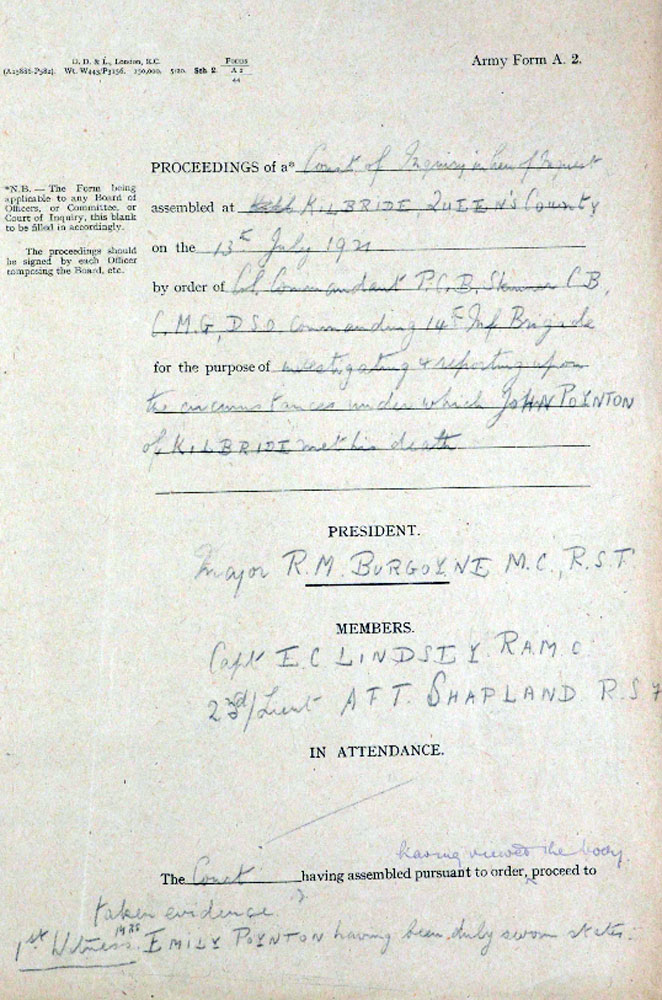 D. D. & L., London, E.C.
(A13886-P982). Wt. W443/P3156. 150,000. 5/20. Sch 2. Forms
A 2
44
Army Form A. 2.
PROCEEDINGS of a* Court of Inquiry in lieu of Inquest
*N.B. — The Form being
applicable to any Board of
Officers, or Committee, or
Court of Inquiry, this blank
to be filled in accordingly.
The proceedings should
be signed by each Officer
composing the Board, etc.
assembled at KILBRIDE, QUEEN'S County
on the 13th July 1921
by order of Col. Commandant P.C.B. Skinner CB,
C.M.G, DSO Commanding 14th Inf Brigade
for the purpose of investigating & reporting upon
the circumstances under which JOHN POYNTON
of KILBRIDE met his death
PRESIDENT.
Major R.M. BURGOYNE M.C., R.S.F.
MEMBERS.
Capt E C LINDSEY R.A.M.C.
2nd/Lieut A F T. SHAPLAND R S F
IN ATTENDANCE.
having viewed the body.
The Court having assembled pursuant to order, proceed to
taken evidence
1st Witness. Mrs EMILY POYNTON having been duly sworn states: